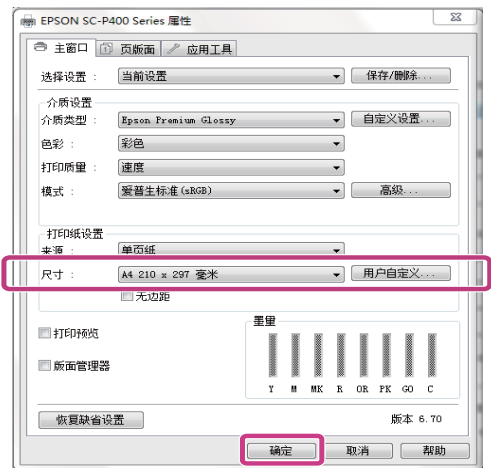 EPSON SC-P400 Series 属性
主窗口 页版面 应用工具
选择设置 : 当前设置 保存/删除...
介质设置
介质类型 : Epson Premium Glossy 自定义设置...
色彩 : 彩色
打印质量 : 速度
模式 : 爱普生标准(sRGB) 高级...
打印纸设置
来源 : 单页纸
尺寸 : A4 210 x 297 毫米 用户自定义...
无边距
墨量
打印预览
版面管理器
Y M MK R OR PK GO C
恢复缺省设置 版本 6.70
确定 取消 帮助